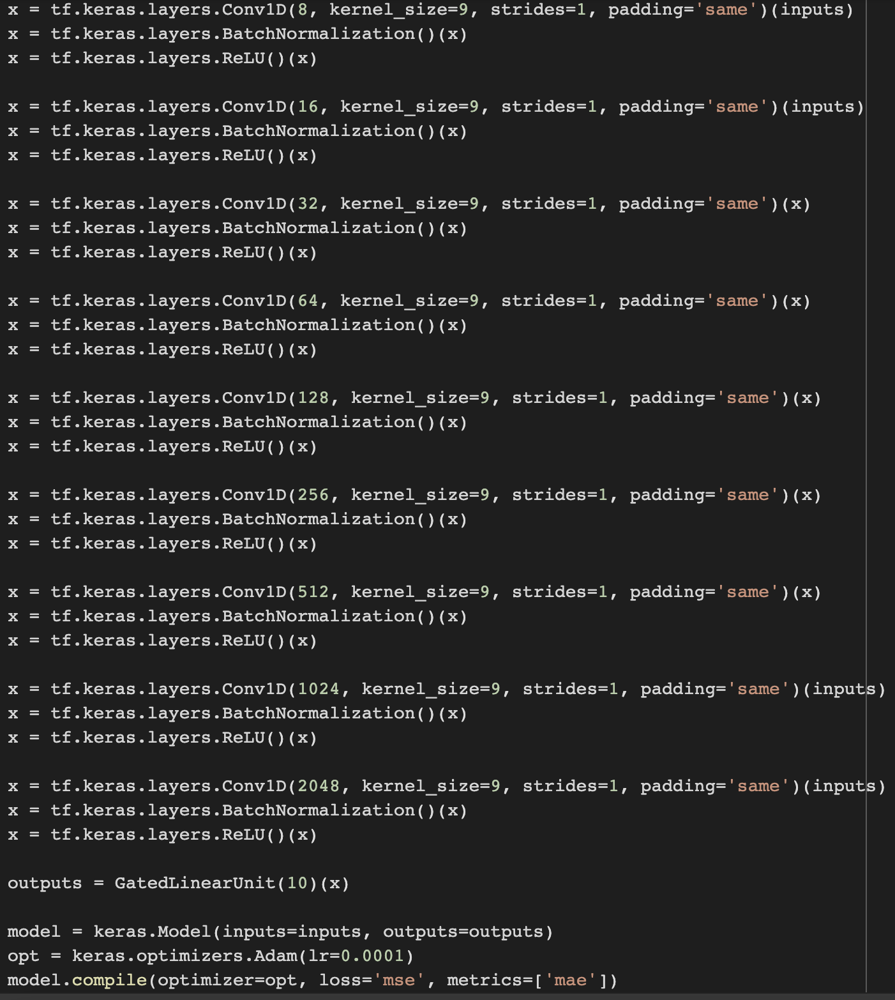 x = tf.keras.layers.Conv1D(8, kernel_size=9, strides=1, padding='same')(inputs)
x = tf.keras.layers.BatchNormalization()(x)
x = tf.keras.layers.ReLU()(x)
x = tf.keras.layers.Conv1D(16, kernel_size=9, strides=1, padding='same')(inputs)
x = tf.keras.layers.BatchNormalization()(x)
x = tf.keras.layers.ReLU()(x)
x = tf.keras.layers.Conv1D(32, kernel_size=9, strides=1, padding='same')(x)
x = tf.keras.layers.BatchNormalization()(x)
x = tf.keras.layers.ReLU()(x)
x = tf.keras.layers.Conv1D(64, kernel_size=9, strides=1, padding='same')(x)
x = tf.keras.layers.BatchNormalization()(x)
x = tf.keras.layers.ReLU()(x)
x = tf.keras.layers.Conv1D(128, kernel_size=9, strides=1, padding='same')(x)
x = tf.keras.layers.BatchNormalization()(x)
x = tf.keras.layers.ReLU()(x)
x = tf.keras.layers.Conv1D(256, kernel_size=9, strides=1, padding='same')(x)
x = tf.keras.layers.BatchNormalization()(x)
x = tf.keras.layers.ReLU()(x)
x = tf.keras.layers.Conv1D(512, kernel_size=9, strides=1, padding='same')(x)
x = tf.keras.layers.BatchNormalization()(x)
x = tf.keras.layers.ReLU()(x)
x = tf.keras.layers.Conv1D(1024, kernel_size=9, strides=1, padding='same')(inputs)
x = tf.keras.layers.BatchNormalization()(x)
x = tf.keras.layers.ReLU()(x)
x = tf.keras.layers.Conv1D(2048, kernel_size=9, strides=1, padding='same')(inputs)
x = tf.keras.layers.BatchNormalization()(x)
x = tf.keras.layers.ReLU()(x)
outputs = GatedLinearUnit(10)(x)
model = keras.Model(inputs=inputs, outputs=outputs)
opt = keras.optimizers.Adam(lr=0.0001)
model.compile(optimizer=opt, loss='mse', metrics=['mae'])